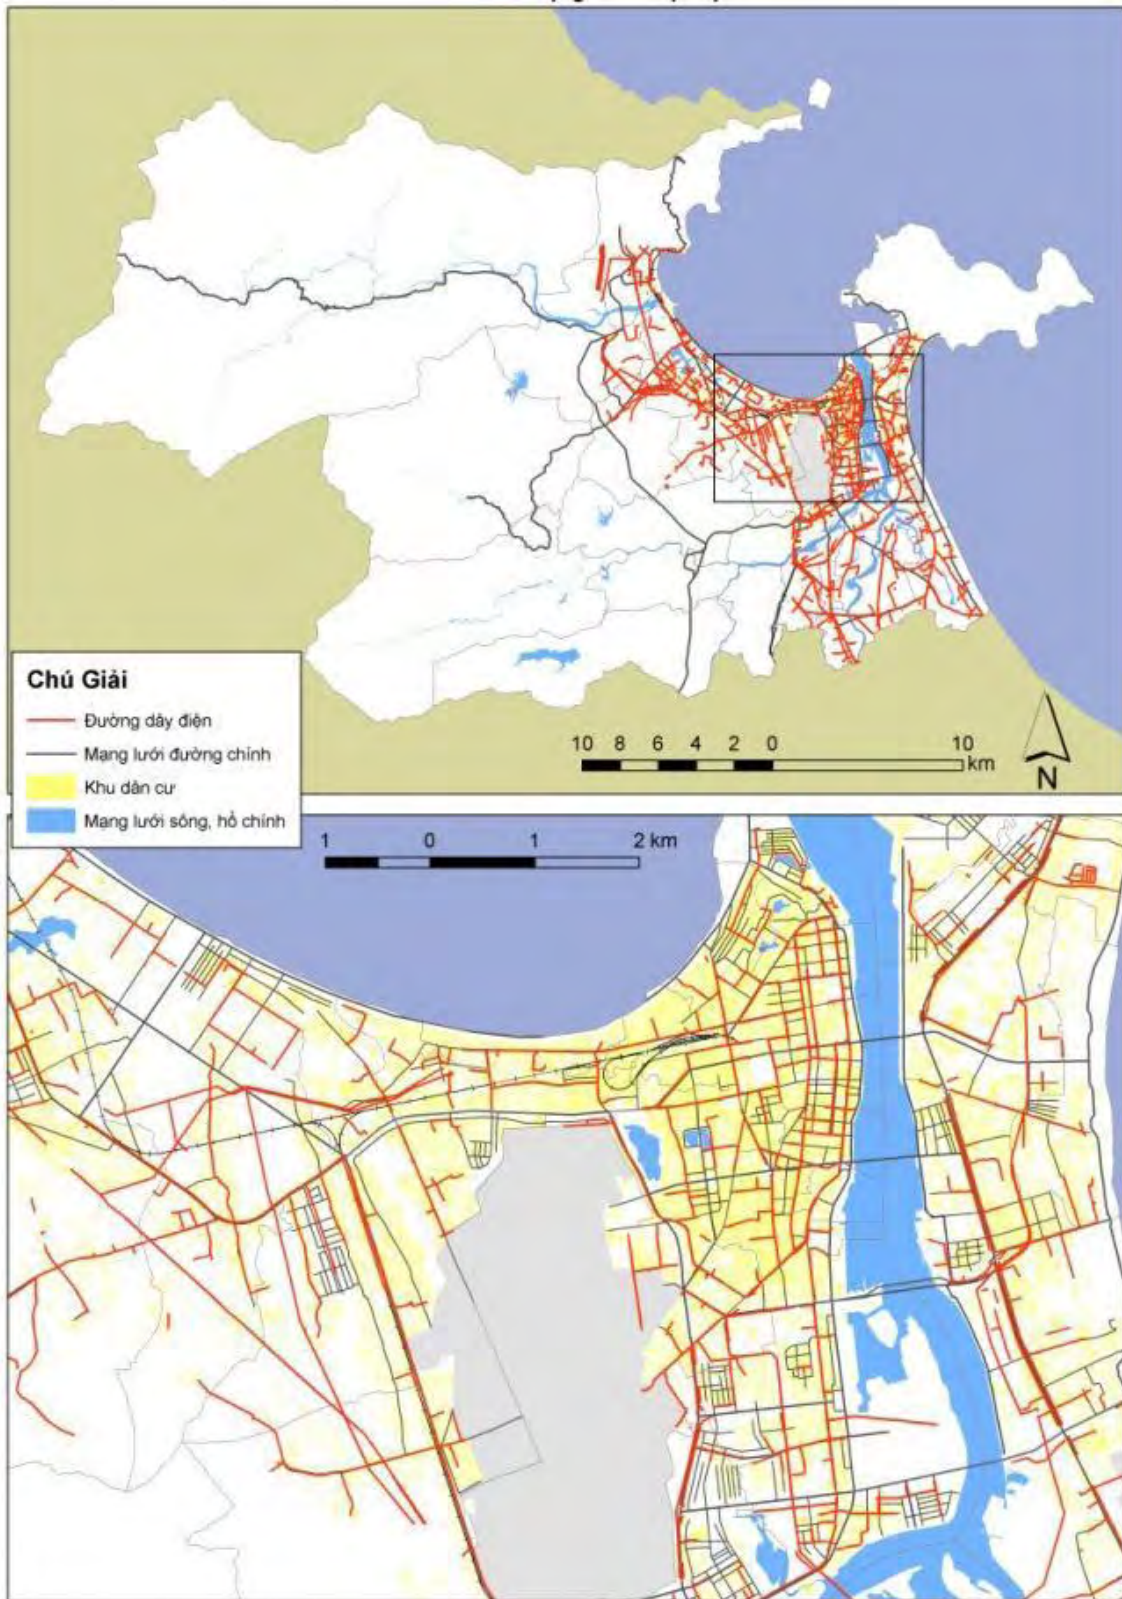 Chú Giải
Đường dây điện
Mạng lưới đường chính
Khu dân cư
Mạng lưới sông, hồ chính
10 8 6 4 2 0 10
km
N
1 0 1 2 km